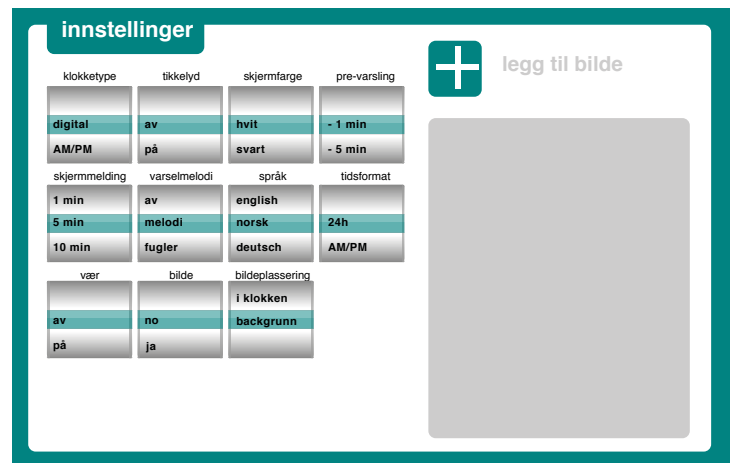 innstellinger
legg til bilde
klokketype tikkelyd skjermfarge pre-varsling
digital av hvit - 1 min
AM/PM på svart - 5 min
skjermmelding varselmelodi språk tidsformat
1 min av english
5 min melodi norsk 24h
10 min fugler deutsch AM/PM
vær bilde bildeplassering
i klokken
av no backgrunn
på ja